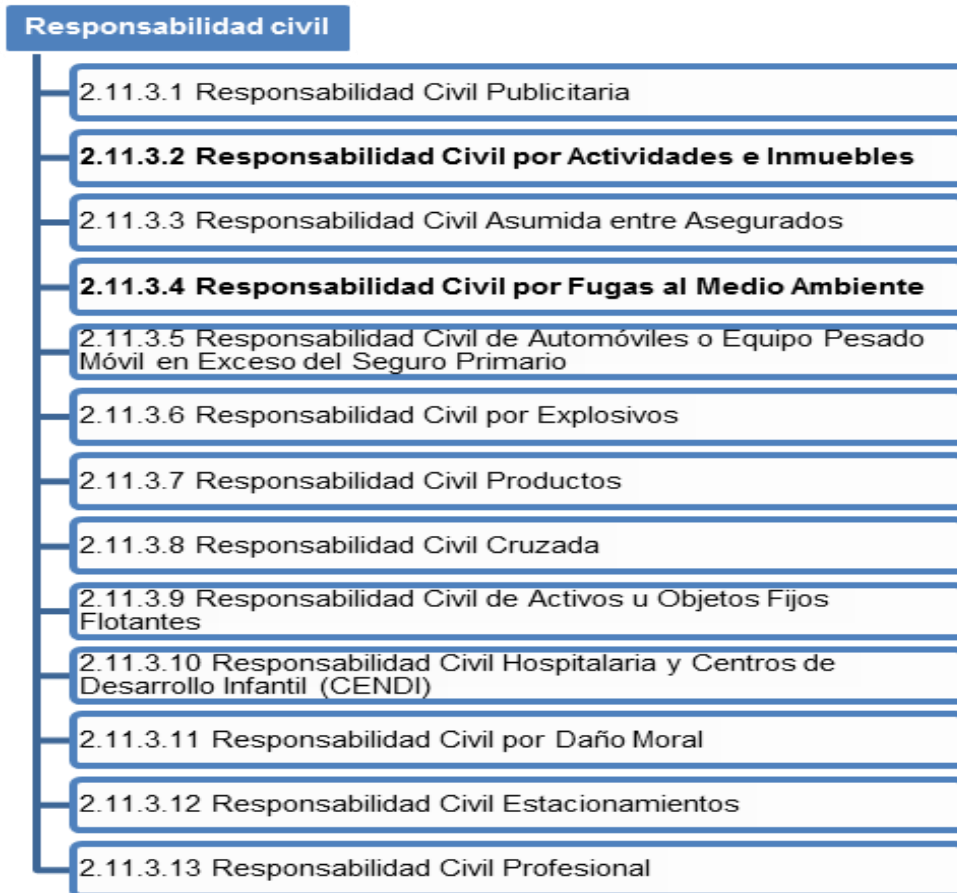 Responsabilidad civil
2.11.3.1 Responsabilidad Civil Publicitaria
2.11.3.2 Responsabilidad Civil por Actividades e Inmuebles
2.11.3.3 Responsabilidad Civil Asumida entre Asegurados
2.11.3.4 Responsabilidad Civil por Fugas al Medio Ambiente
2.11.3.5 Responsabilidad Civil de Automóviles o Equipo Pesado
Móvil en Exceso del Seguro Primario
2.11.3.6 Responsabilidad Civil por Explosivos
2.11.3.7 Responsabilidad Civil Productos
2.11.3.8 Responsabilidad Civil Cruzada
2.11.3.9 Responsabilidad Civil de Activos u Objetos Fijos
Flotantes
2.11.3.10 Responsabilidad Civil Hospitalaria y Centros de
Desarrollo Infantil (CENDI)
2.11.3.11 Responsabilidad Civil por Daño Moral
2.11.3.12 Responsabilidad Civil Estacionamientos
2.11.3.13 Responsabilidad Civil Profesional